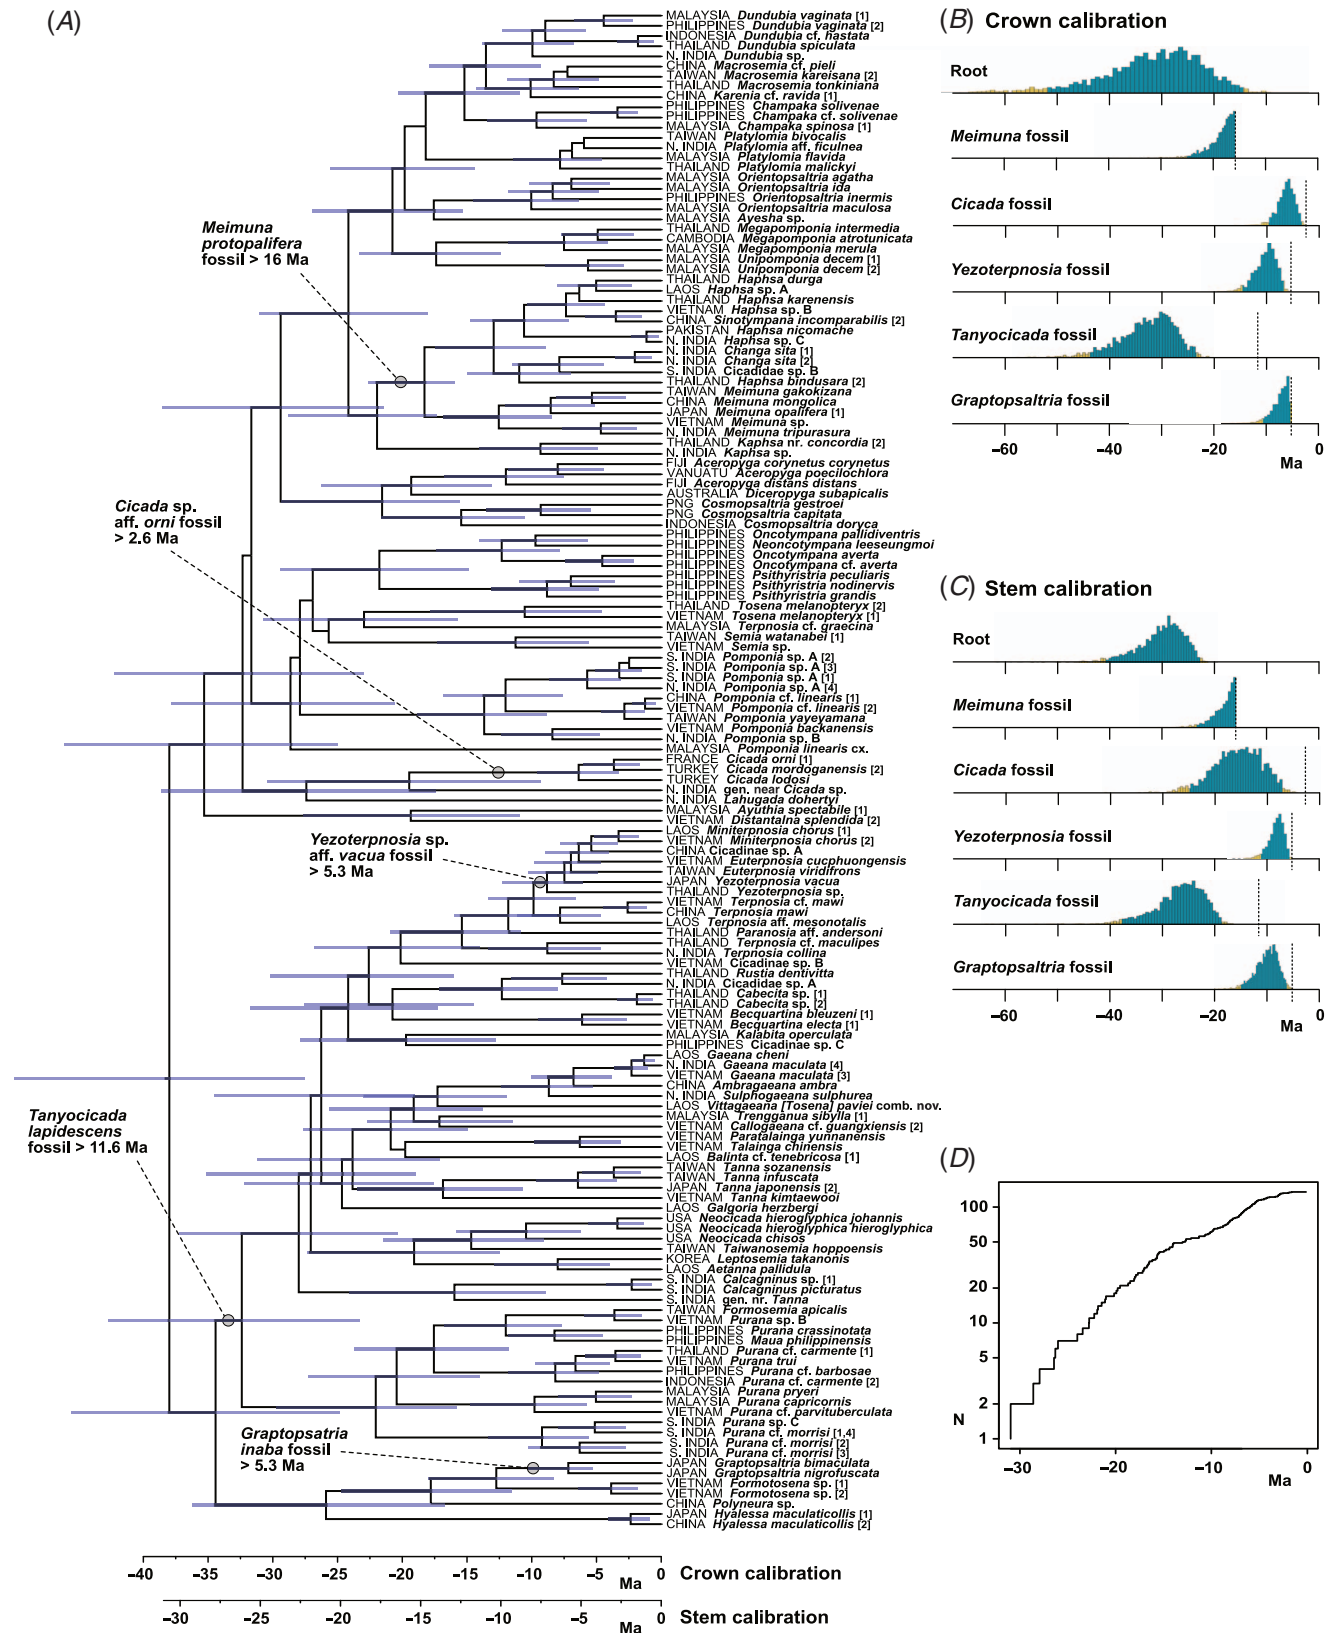 (A)
MALAYSIA Dundubia vaginata [1]
PHILIPPINES Dundubia vaginata [2]
INDONESIA Dundubia cf. hastata
THAILAND Dundubia spiculata
N. INDIA Dundubia sp.
CHINA Macrosemia cf. pieli
TAIWAN Macrosemia kareisana [2]
THAILAND Macrosemia tonkiniana
CHINA Karenia cf. ravida [1]
PHILIPPINES Champaka solivenae
PHILIPPINES Champaka cf. solivenae
MALAYSIA Champaka spinosa [1]
TAIWAN Platylomia bivocalis
N. INDIA Platylomia aff. ficulnea
MALAYSIA Platylomia flavida
THAILAND Platylomia malickyi
MALAYSIA Orientopsaltria agatha
MALAYSIA Orientopsaltria ida
PHILIPPINES Orientopsaltria inermis
MALAYSIA Orientopsaltria maculosa
MALAYSIA Ayesha sp.
THAILAND Megapomponia intermedia
CAMBODIA Megapomponia atrotunicata
MALAYSIA Megapomponia merula
MALAYSIA Unipomponia decem [1]
MALAYSIA Unipomponia decem [2]
THAILAND Haphsa durga
LAOS Haphsa sp. A
THAILAND Haphsa karenensis
VIETNAM Haphsa sp. B
CHINA Sinotympana incomparabilis [2]
PAKISTAN Haphsa nicomache
N. INDIA Haphsa sp. C
N. INDIA Changa sita [1]
N. INDIA Changa sita [2]
S. INDIA Cicadidae sp. B
THAILAND Haphsa bindusara [2]
TAIWAN Meimuna gakokizana
CHINA Meimuna mongolica
JAPAN Meimuna opalifera [1]
VIETNAM Meimuna sp.
N. INDIA Meimuna tripurasura
THAILAND Kaphsa nr. concordia [2]
N. INDIA Kaphsa sp.
FIJI Aceropyga corynetus corynetus
VANUATU Aceropyga poecilochlora
FIJI Aceropyga distans distans
AUSTRALIA Diceropyga subapicalis
PNG Cosmopsaltria gestroei
PNG Cosmopsaltria capitata
INDONESIA Cosmopsaltria doryca
PHILIPPINES Oncotympana pallidiventris
PHILIPPINES Neoncotympana leeseungmoi
PHILIPPINES Oncotympana averta
PHILIPPINES Oncotympana cf. averta
PHILIPPINES Psithyristria peculiaris
PHILIPPINES Psithyristria nodinervis
PHILIPPINES Psithyristria grandis
THAILAND Tosena melanopteryx [2]
VIETNAM Tosena melanopteryx [1]
MALAYSIA Terpnosia cf. graecina
TAIWAN Semia watanabei [1]
VIETNAM Semia sp.
S. INDIA Pomponia sp. A [2]
S. INDIA Pomponia sp. A [3]
S. INDIA Pomponia sp. A [1]
N. INDIA Pomponia sp. A [4]
CHINA Pomponia cf. linearis [1]
VIETNAM Pomponia cf. linearis [2]
TAIWAN Pomponia yayeyamana
VIETNAM Pomponia backanensis
N. INDIA Pomponia sp. B
MALAYSIA Pomponia linearis cx.
FRANCE Cicada orni [1]
TURKEY Cicada mordoganensis [2]
TURKEY Cicada lodosi
N. INDIA gen. near Cicada sp.
N. INDIA Lahugada dohertyi
MALAYSIA Ayuthia spectabile [1]
VIETNAM Distantalna splendida [2]
LAOS Miniterpnosia chorus [1]
VIETNAM Miniterpnosia chorus [2]
CHINA Cicadinae sp. A
VIETNAM Euterpnosia cucphuongensis
TAIWAN Euterpnosia viridifrons
JAPAN Yezoterpnosia vacua
THAILAND Yezoterpnosia sp.
VIETNAM Terpnosia cf. mawi
CHINA Terpnosia mawi
LAOS Terpnosia aff. mesonotalis
THAILAND Paranosia aff. andersoni
THAILAND Terpnosia cf. maculipes
N. INDIA Terpnosia collina
VIETNAM Cicadinae sp. B
THAILAND Rustia dentivitta
N. INDIA Cicadidae sp. A
THAILAND Cabecita sp. [1]
THAILAND Cabecita sp. [2]
VIETNAM Becquartina bleuzeni [1]
VIETNAM Becquartina electa [1]
MALAYSIA Kalabita operculata
PHILIPPINES Cicadinae sp. C
LAOS Gaeana cheni
N. INDIA Gaeana maculata [4]
VIETNAM Gaeana maculata [3]
CHINA Ambragaeana ambra
N. INDIA Sulphogaeana sulphurea
LAOS Vittagaeana [Tosena] paviei comb. nov.
MALAYSIA Trengganua sibylla [1]
VIETNAM Callogaeana cf. guangxiensis [2]
VIETNAM Paratalainga yunnanensis
VIETNAM Talainga chinensis
LAOS Balinta cf. tenebricosa [1]
TAIWAN Tanna sozanensis
TAIWAN Tanna infuscata
JAPAN Tanna japonensis [2]
VIETNAM Tanna kimtaewooi
LAOS Galgoria herzbergi
USA Neocicada hieroglyphica johannis
USA Neocicada hieroglyphica hieroglyphica
USA Neocicada chisos
TAIWAN Taiwanosemia hoppoensis
KOREA Leptosemia takanonis
LAOS Aetanna pallidula
S. INDIA Calcagninus sp. [1]
S. INDIA Calcagninus picturatus
S. INDIA gen. nr. Tanna
TAIWAN Formosemia apicalis
VIETNAM Purana sp. B
PHILIPPINES Purana crassinotata
PHILIPPINES Maua philippinensis
THAILAND Purana cf. carmente [1]
VIETNAM Purana trui
PHILIPPINES Purana cf. barbosae
INDONESIA Purana cf. carmente [2]
MALAYSIA Purana pryeri
MALAYSIA Purana capricornis
VIETNAM Purana cf. parvituberculata
S. INDIA Purana sp. C
S. INDIA Purana cf. morrisi [1,4]
S. INDIA Purana cf. morrisi [2]
S. INDIA Purana cf. morrisi [3]
JAPAN Graptopsaltria bimaculata
JAPAN Graptopsaltria nigrofuscata
VIETNAM Formotosena sp. [1]
VIETNAM Formotosena sp. [2]
CHINA Polyneura sp.
JAPAN Hyalessa maculaticollis [1]
CHINA Hyalessa maculaticollis [2]
Meimuna
protopalifera
fossil > 16 Ma
Cicada sp.
aff. orni fossil
> 2.6 Ma
Yezoterpnosia sp.
aff. vacua fossil
> 5.3 Ma
Tanyocicada
lapidescens
fossil > 11.6 Ma
Graptopsatria
inaba fossil
> 5.3 Ma
−40 −35 −30 −25 −20 −15 −10 −5 Ma 0 Crown calibration
−30 −25 −20 −15 −10 −5 Ma 0 Stem calibration
(B) Crown calibration
Root
Meimuna fossil
Cicada fossil
Yezoterpnosia fossil
Tanyocicada fossil
Graptopsaltria fossil
−60 −40 −20 Ma 0
(C) Stem calibration
Root
Meimuna fossil
Cicada fossil
Yezoterpnosia fossil
Tanyocicada fossil
Graptopsaltria fossil
−60 −40 −20 Ma 0
(D)
100
50
20
10
5
2
N
1
−30 −20 −10 Ma 0